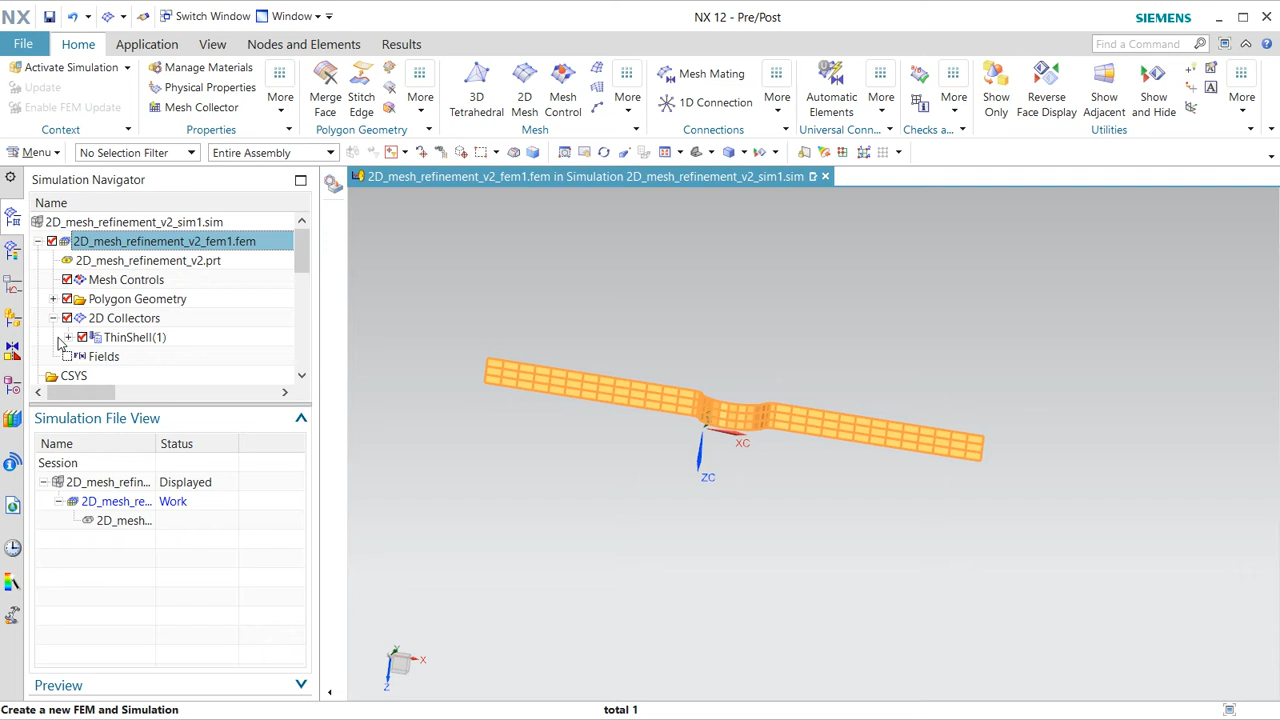 NX
Switch Window
Window
NX 12 - Pre/Post
SIEMENS
File
Home
Application
View
Nodes and Elements
Results
Find a Command
Activate Simulation
Update
Enable FEM Update
Context
Manage Materials
Physical Properties
Mesh Collector
More
Properties
Merge Face
Stitch Edge
More
Polygon Geometry
3D Tetrahedral
2D Mesh
Mesh Control
More
Mesh
Mesh Mating
1D Connection
More
Connections
Automatic Elements
More
Universal Conn...
More
Checks a...
Show Only
Reverse Face Display
Show Adjacent
Show and Hide
More
Utilities
Menu
No Selection Filter
Entire Assembly
Simulation Navigator
Name
2D_mesh_refinement_v2_sim1.sim
2D_mesh_refinement_v2_fem1.fem
2D_mesh_refinement_v2.prt
Mesh Controls
Polygon Geometry
2D Collectors
ThinShell(1)
Fields
CSYS
Simulation File View
Name Status
Session
2D_mesh_refin... Displayed
2D_mesh_re... Work
2D_mesh...
Preview
2D_mesh_refinement_v2_fem1.fem in Simulation 2D_mesh_refinement_v2_sim1.sim
XC
ZC
Y
X
Z
Create a new FEM and Simulation
total 1